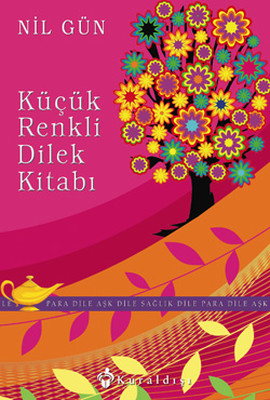 NİL GÜN
Küçük
Renkli
Dilek
Kitabı
PARA DİLE AŞK DİLE SAĞLIK DİLE PARA DİLE AŞK
Kuraldışı